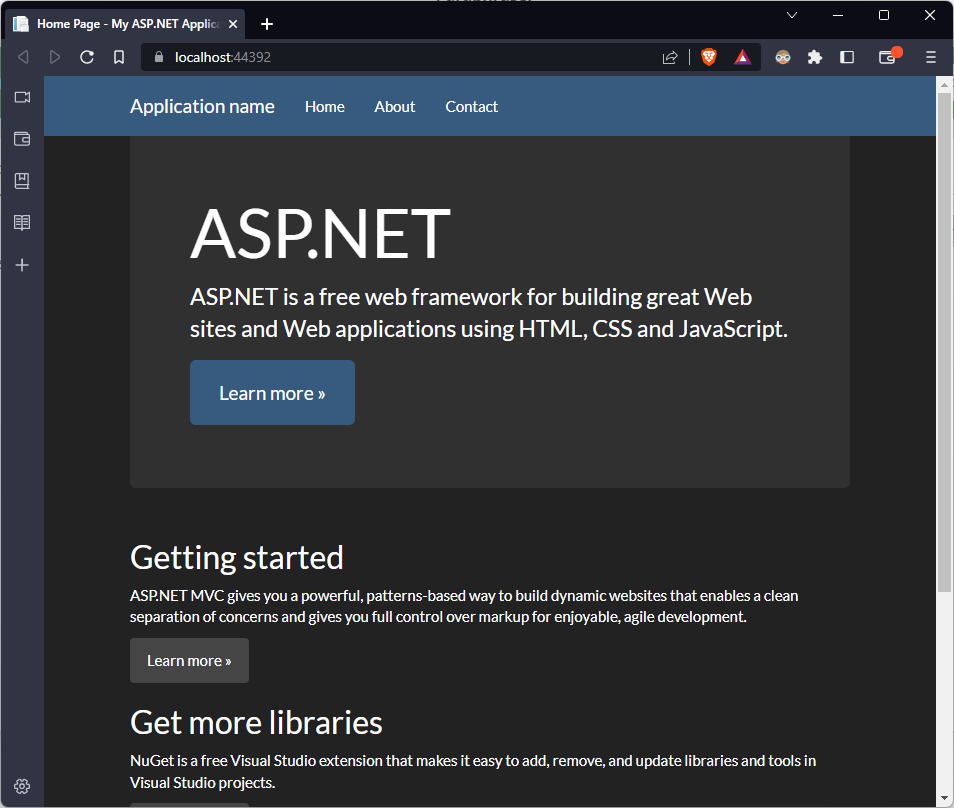 Home Page - My ASP.NET Applic
localhost:44392
Application name Home About Contact
ASP.NET
ASP.NET is a free web framework for building great Web
sites and Web applications using HTML, CSS and JavaScript.
Learn more »
Getting started
ASP.NET MVC gives you a powerful, patterns-based way to build dynamic websites that enables a clean
separation of concerns and gives you full control over markup for enjoyable, agile development.
Learn more »
Get more libraries
NuGet is a free Visual Studio extension that makes it easy to add, remove, and update libraries and tools in
Visual Studio projects.